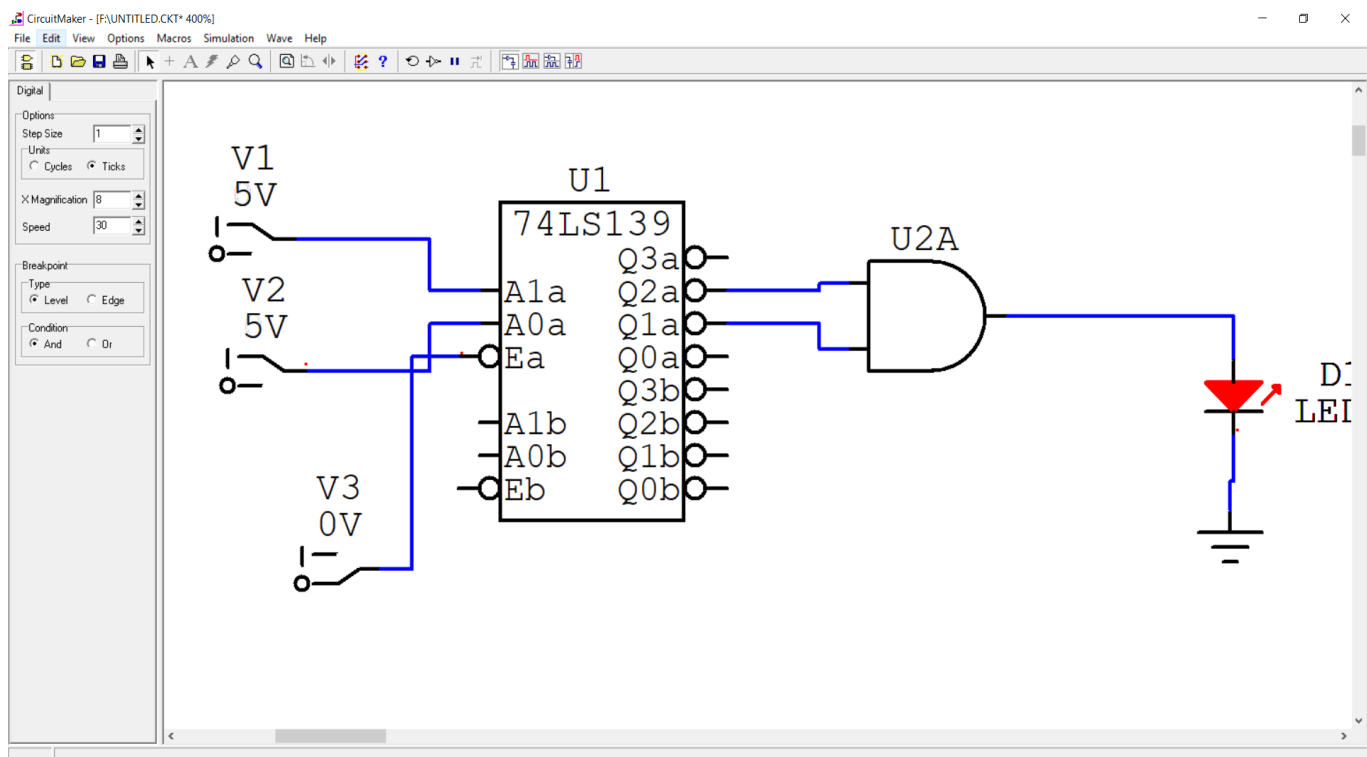 CircuitMaker - [F:\UNTITLED.CKT* 400%]
File Edit View Options Macros Simulation Wave Help
A ?
Digital
Options
Step Size 1
Units
Cycles Ticks
X Magnification 8
Speed 30
Breakpoint
Type
Level Edge
Condition
And Or
V1
5V
V2
5V
V3
0V
U1
74LS139
Q3a
A1a Q2a
A0a Q1a
Ea Q0a
Q3b
A1b Q2b
A0b Q1b
Eb Q0b
U2A